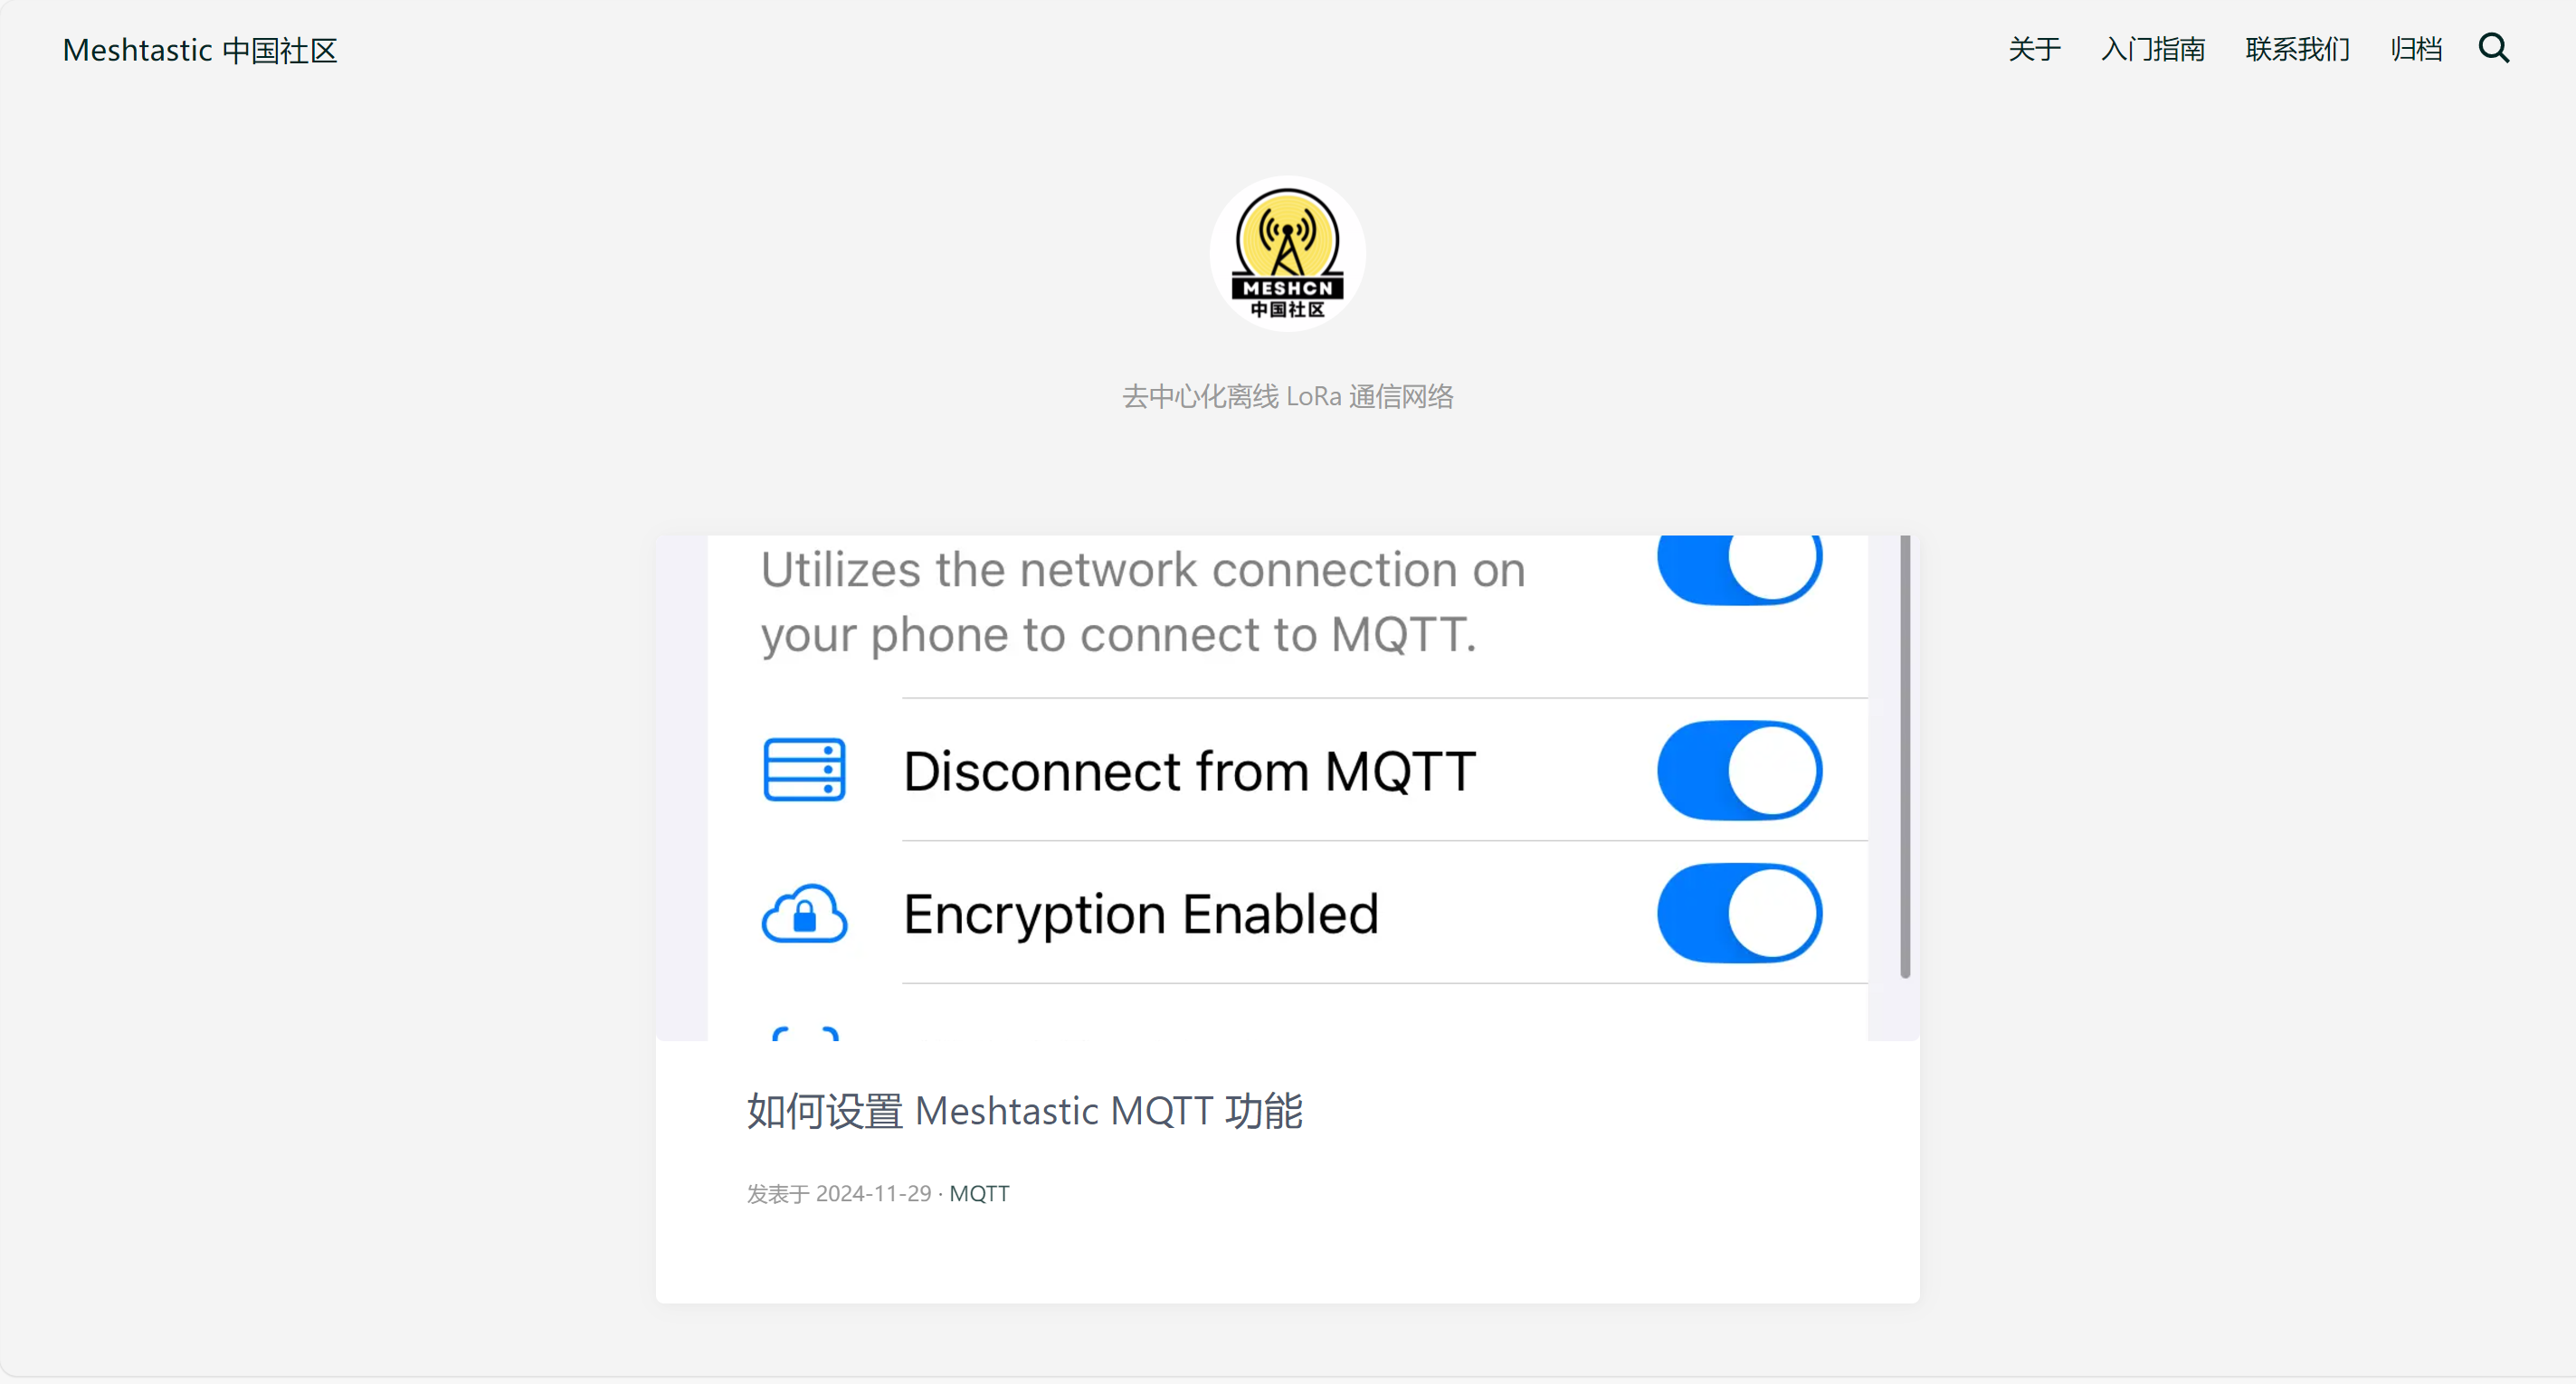 Meshtastic 中国社区
关于 入门指南 联系我们 归档
MESHCN
中国社区
去中心化离线 LoRa 通信网络
Utilizes the network connection on
your phone to connect to MQTT.
Disconnect from MQTT
Encryption Enabled
如何设置 Meshtastic MQTT 功能
发表于 2024-11-29 · MQTT